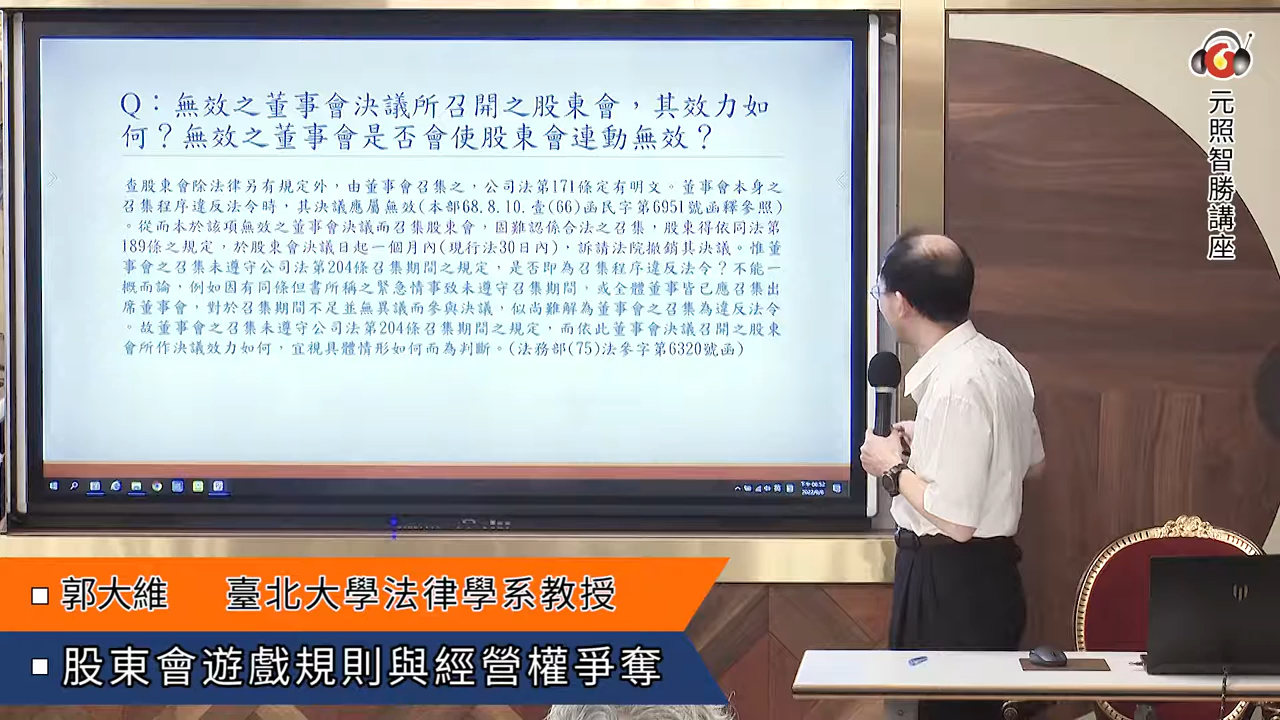 Q：無效之董事會決議所召開之股東會，其效力如
何？無效之董事會是否會使股東會連動無效？
查股東會除法律另有規定外，由董事會召集之，公司法第171條定有明文。董事會本身之
召集程序違反法令時，其決議應屬無效(本部68.8.10.壹(66)函民字第6951號函釋參照)
。從而本於該項無效之董事會決議而召集股東會，固難認係合法之召集，股東得依同法第
189條之規定，於股東會決議日起一個月內(現行法30日內)，訴請法院撤銷其決議。惟董
事會之召集未遵守公司法第204條召集期間之規定，是否即為召集程序違反法令？不能一
概而論，例如因有同條但書所稱之緊急情事致未遵守召集期間，或全體董事皆已應召集出
席董事會，對於召集期間不足並無異議而參與決議，似尚難解為董事會之召集為違反法令
。故董事會之召集未遵守公司法第204條召集期間之規定，而依此董事會決議召開之股東
會所作決議效力如何，宜視具體情形如何而為判斷。(法務部(75)法參字第6320號函)
下午 06:52
2022/9/6
元照智勝講座
郭大維 臺北大學法律學系教授
股東會遊戲規則與經營權爭奪